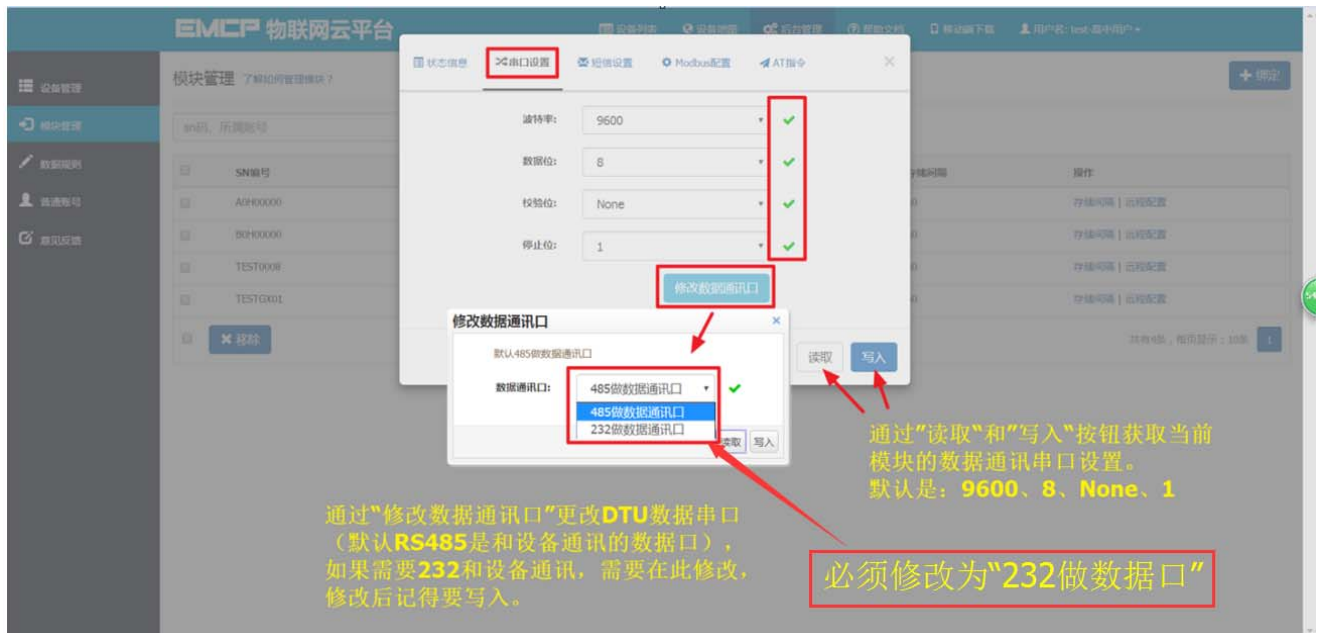 EMCP 物联网云平台
设备列表 设备地图 后台管理 帮助文档 移动端下载 用户名: test-高中用户
状态信息 串口设置 短信设置 Modbus配置 AT指令 ×
设备管理
模块管理
数据规则
普通账号
意见反馈
模块管理 了解如何管理模块？
绑定
sn码、所属账号
SN编号 存储间隔 操作
A0H00000 存储间隔 | 远程配置
B0H00000 存储间隔 | 远程配置
TEST0008 存储间隔 | 远程配置
TESTGX01 存储间隔 | 远程配置
移除
1
波特率: 9600
数据位: 8
校验位: None
停止位: 1
修改数据通讯口
读取 写入
修改数据通讯口 ×
默认485做数据通讯口
数据通讯口: 485做数据通讯口
485做数据通讯口
232做数据通讯口
读取 写入
通过"读取"和"写入"按钮获取当前
模块的数据通讯串口设置。
默认是：9600、8、None、1
通过"修改数据通讯口"更改DTU数据串口
（默认RS485是和设备通讯的数据口），
如果需要232和设备通讯，需要在此修改，
修改后记得要写入。
必须修改为"232做数据口"